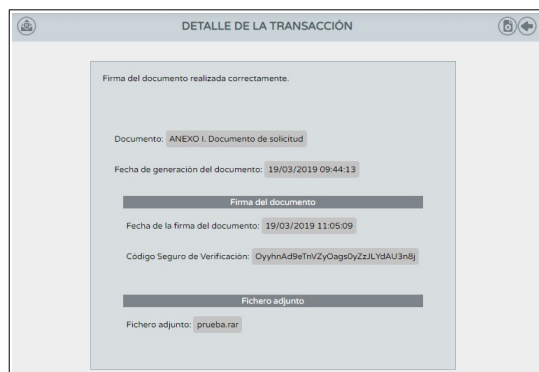 DETALLE DE LA TRANSACCIÓN
Firma del documento realizada correctamente.
Documento: ANEXO I. Documento de solicitud
Fecha de generación del documento: 19/03/2019 09:44:13
Firma del documento
Fecha de la firma del documento: 19/03/2019 11:05:09
Código Seguro de Verificación: OyyhnAd9eTnVZyOags0yZzJLYdAU3n8j
Fichero adjunto
Fichero adjunto: prueba.rar